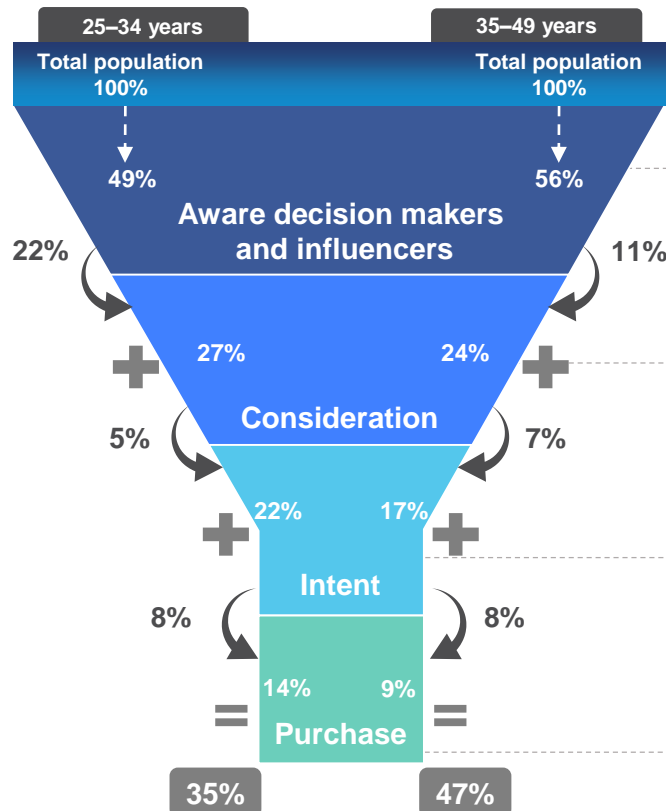 25–34 years
35–49 years
Total population
100%
Total population
100%
49%
56%
Aware decision makers
and influencers
22%
11%
27%
24%
Consideration
5%
7%
22%
17%
Intent
8%
8%
14%
9%
Purchase
35%
47%